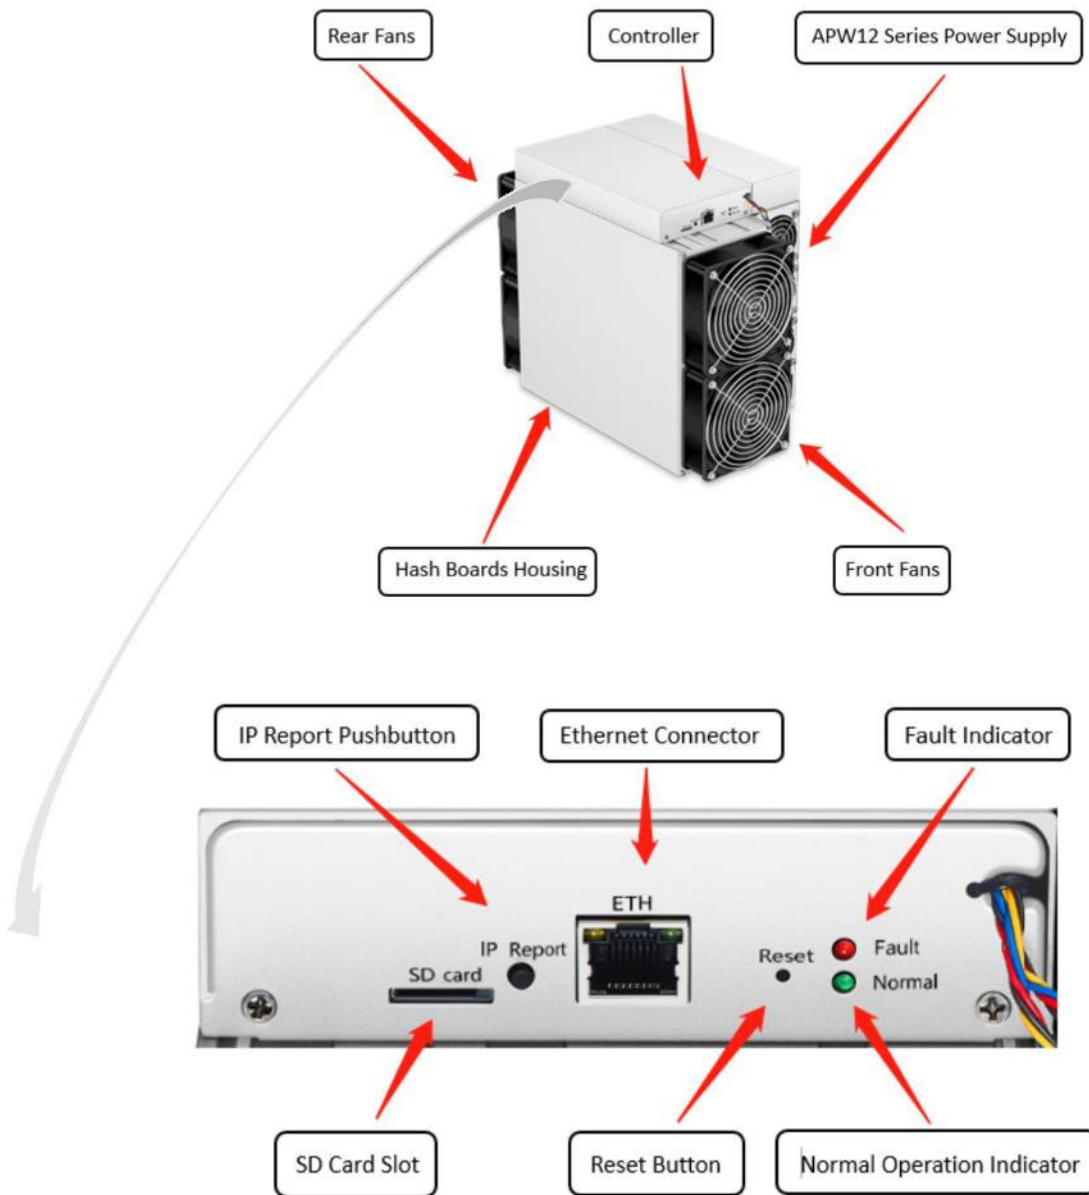 Rear Fans
Controller
APW12 Series Power Supply
Hash Boards Housing
Front Fans
IP Report Pushbutton
Ethernet Connector
Fault Indicator
ETH
IP Report
SD card
Reset
Fault
Normal
SD Card Slot
Reset Button
Normal Operation Indicator